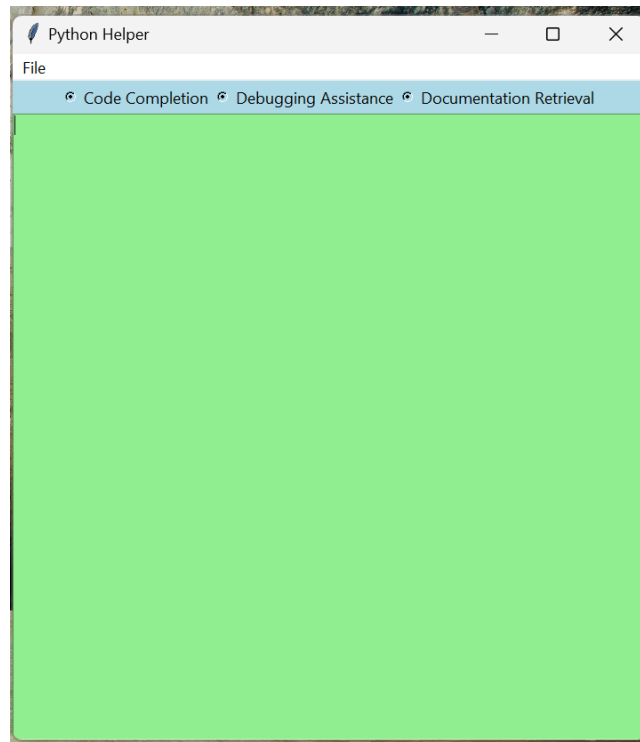 Python Helper
File
Code Completion Debugging Assistance Documentation Retrieval